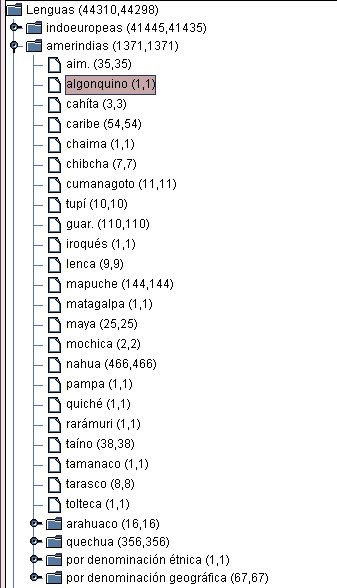 Lenguas (44310,44298)
indoeuropeas (41445,41435)
amerindias (1371,1371)
aim. (35,35)
algonquino (1,1)
cahíta (3,3)
caribe (54,54)
chaima (1,1)
chibcha (7,7)
cumanagoto (11,11)
tupí (10,10)
guar. (110,110)
iroqués (1,1)
lenca (9,9)
mapuche (144,144)
matagalpa (1,1)
maya (25,25)
mochica (2,2)
nahua (466,466)
pampa (1,1)
quiché (1,1)
rarámuri (1,1)
taíno (38,38)
tamanaco (1,1)
tarasco (8,8)
tolteca (1,1)
arahuaco (16,16)
quechua (356,356)
por denominación étnica (1,1)
por denominación geográfica (67,67)